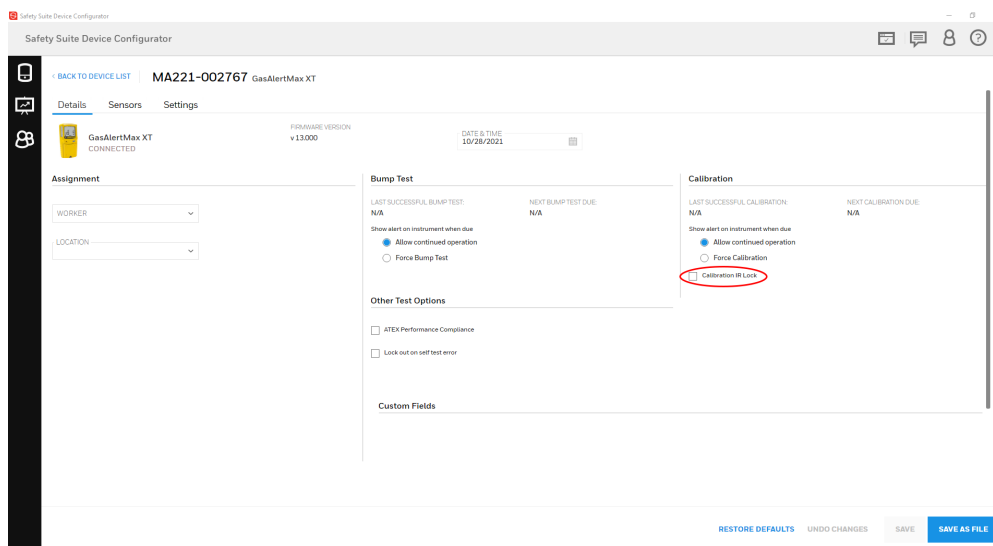 Safety Suite Device Configurator
Safety Suite Device Configurator
< BACK TO DEVICE LIST MA221-002767 GasAlertMax XT
Details Sensors Settings
GasAlertMax XT
CONNECTED
FIRMWARE VERSION
v 13.000
DATE & TIME
10/28/2021
Assignment
WORKER
LOCATION
Bump Test
LAST SUCCESSFUL BUMP TEST: NEXT BUMP TEST DUE:
N/A N/A
Show alert on instrument when due
Allow continued operation
Force Bump Test
Other Test Options
ATEX Performance Compliance
Lock out on self test error
Custom Fields
Calibration
LAST SUCCESSFUL CALIBRATION: NEXT CALIBRATION DUE:
N/A N/A
Show alert on instrument when due
Allow continued operation
Force Calibration
Calibration IR Lock
RESTORE DEFAULTS UNDO CHANGES SAVE SAVE AS FILE